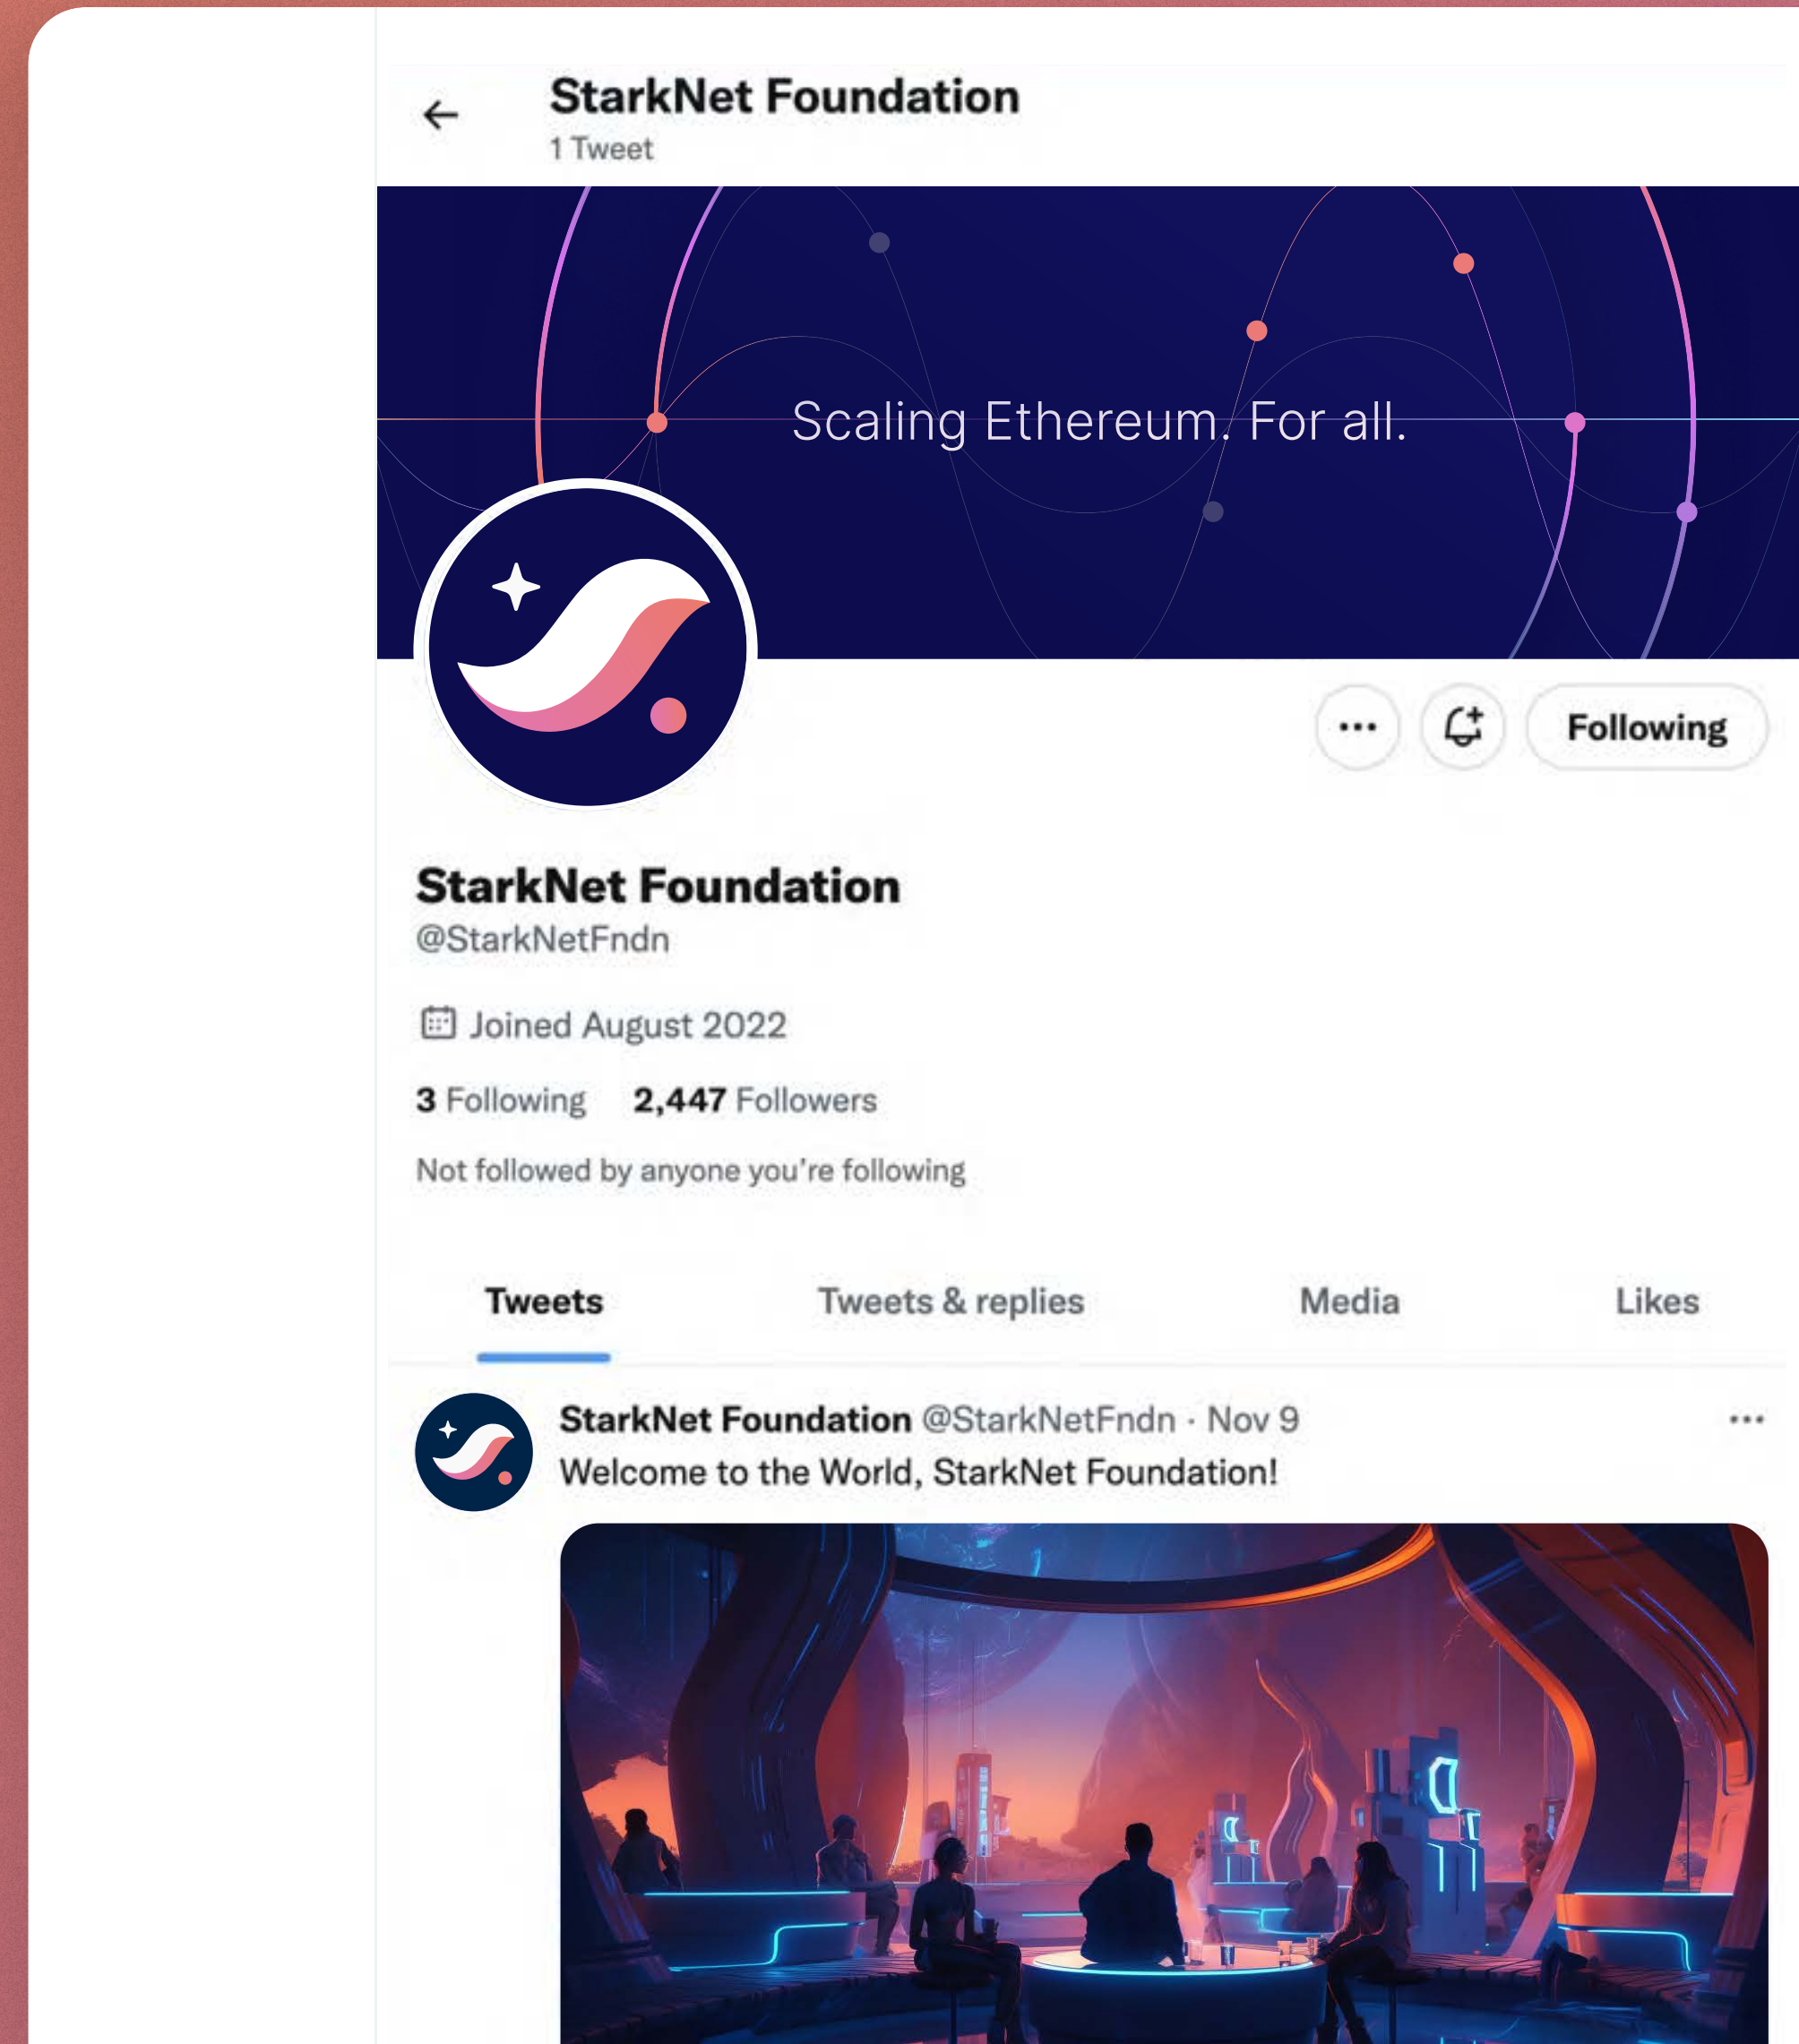 StarkNet Foundation
1 Tweet
Scaling Ethereum. For all.
Following
StarkNet Foundation
@StarkNetFndn
Joined August 2022
3 Following 2,447 Followers
Not followed by anyone you're following
Tweets Tweets & replies Media Likes
StarkNet Foundation @StarkNetFndn · Nov 9
Welcome to the World, StarkNet Foundation!